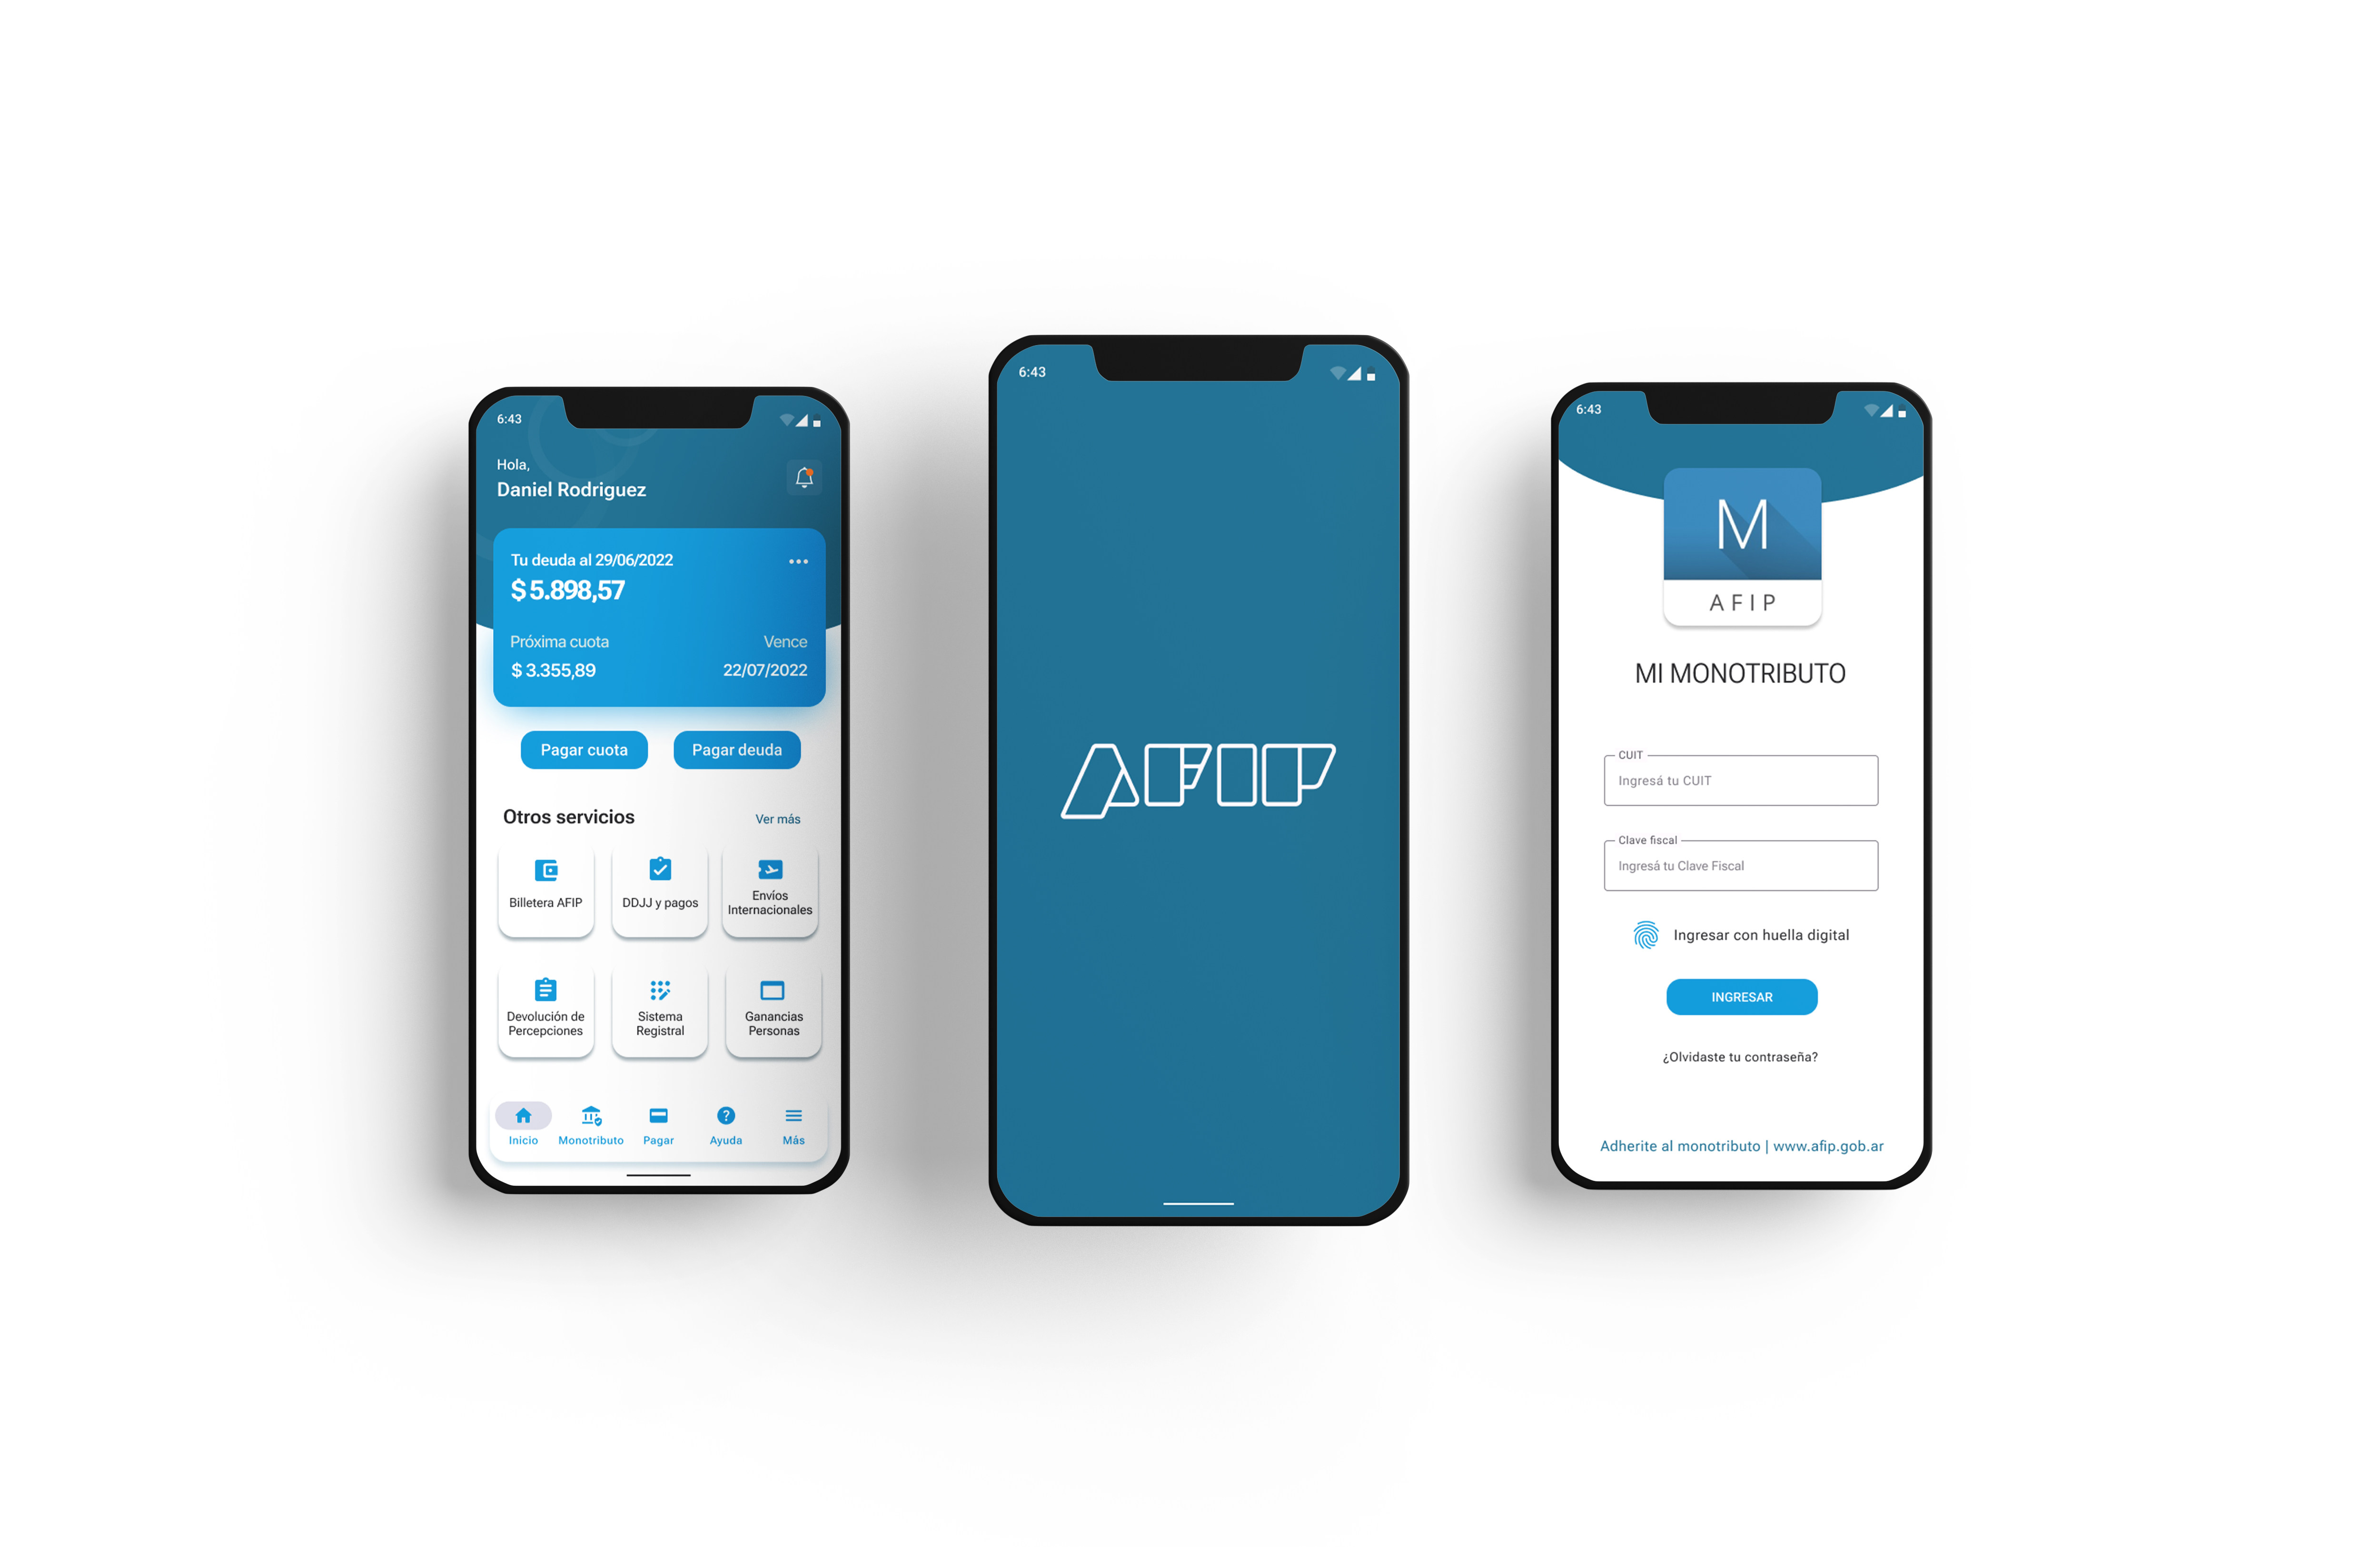 6:43
Hola,
Daniel Rodriguez
Tu deuda al 29/06/2022
$ 5.898,57
Próxima cuota
Vence
$ 3.355,89
22/07/2022
Pagar cuota
Pagar deuda
Otros servicios
Ver más
Billetera AFIP
DDJJ y pagos
Envíos
Internacionales
Devolución de
Percepciones
Sistema
Registral
Ganancias
Personas
Inicio
Monotributo
Pagar
Ayuda
Más
6:43
AFIP
6:43
M
AFIP
MI MONOTRIBUTO
CUIT
Ingresá tu CUIT
Clave fiscal
Ingresá tu Clave Fiscal
Ingresar con huella digital
INGRESAR
¿Olvidaste tu contraseña?
Adherite al monotributo | www.afip.gob.ar